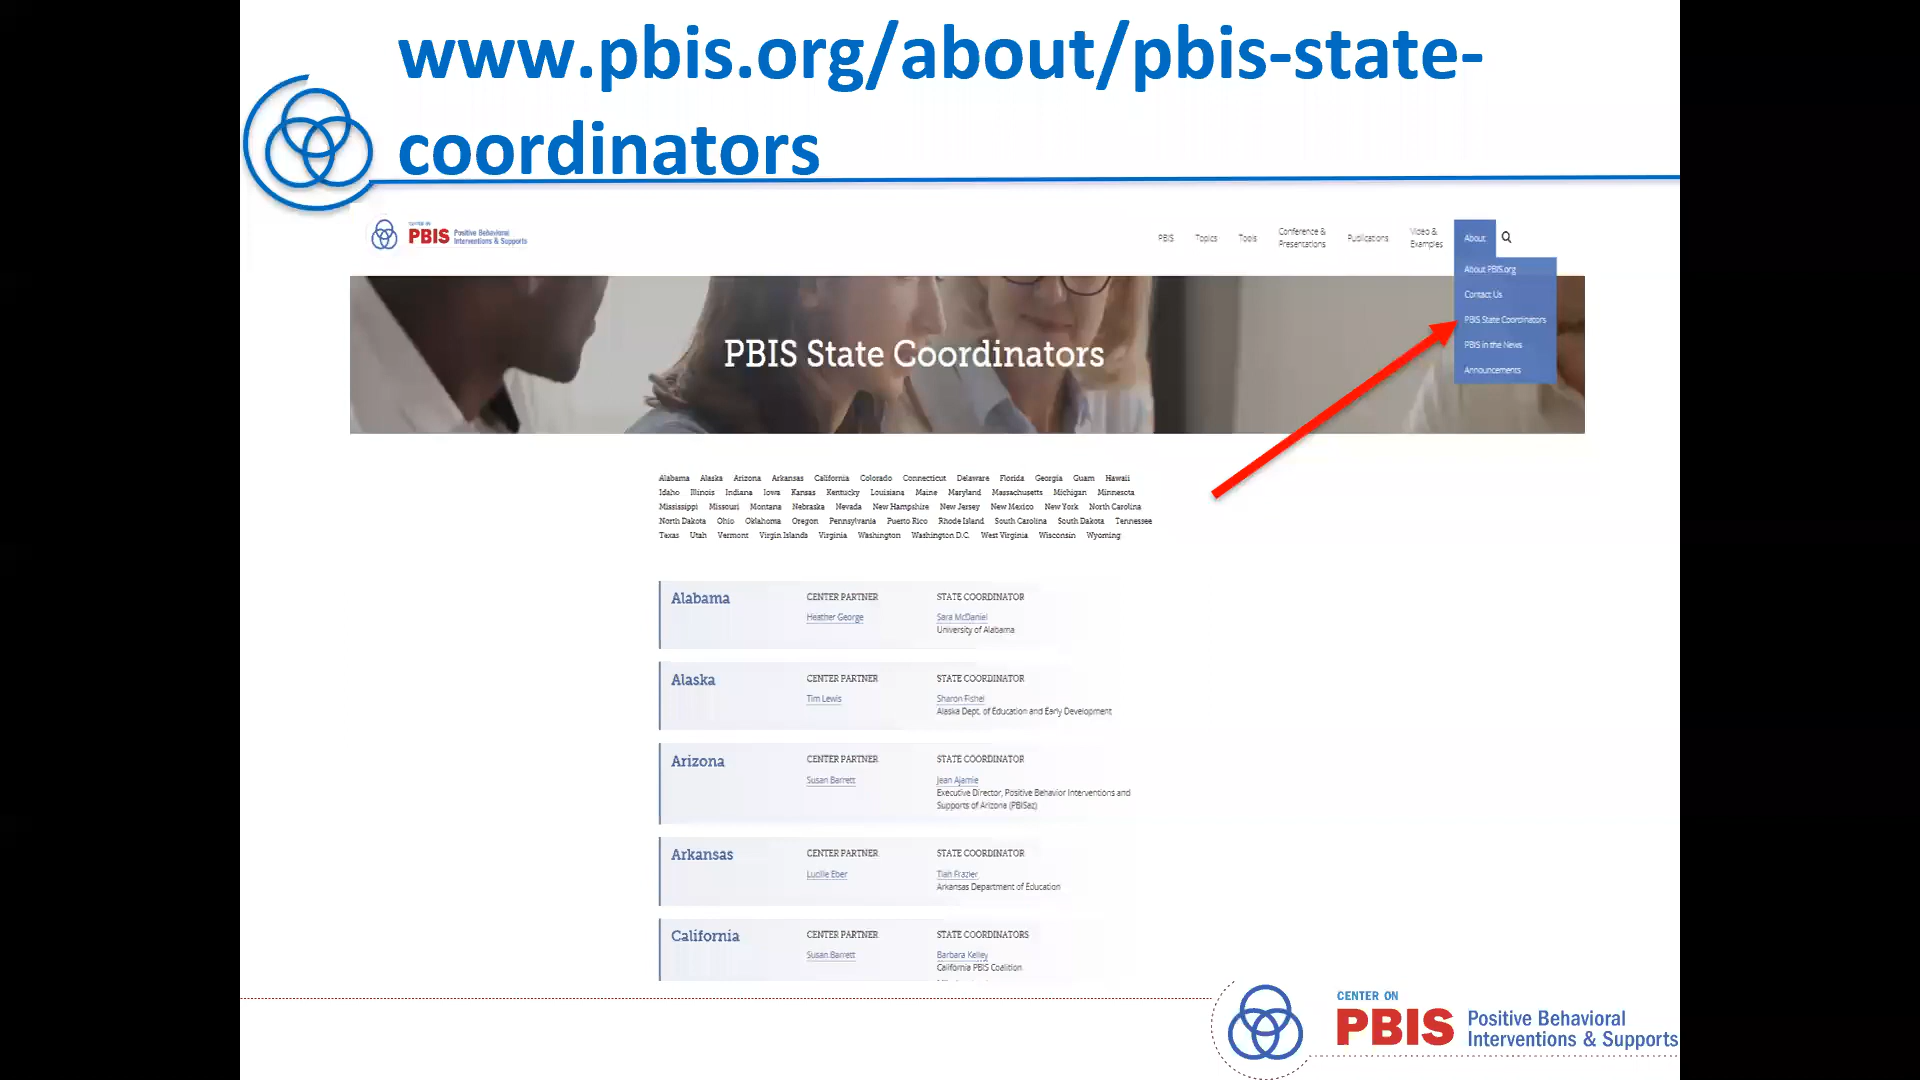 www.pbis.org/about/pbis-state-
coordinators
CENTER ON
PBIS Positive Behavioral
Interventions & Supports
PBIS Topics Tools Conference & Presentations Publications Video & Examples About
About PBIS.org
Contact Us
PBIS State Coordinators
PBIS in the News
Announcements
PBIS State Coordinators
Alabama Alaska Arizona Arkansas California Colorado Connecticut Delaware Florida Georgia Guam Hawaii
Idaho Illinois Indiana Iowa Kansas Kentucky Louisiana Maine Maryland Massachusetts Michigan Minnesota
Mississippi Missouri Montana Nebraska Nevada New Hampshire New Jersey New Mexico New York North Carolina
North Dakota Ohio Oklahoma Oregon Pennsylvania Puerto Rico Rhode Island South Carolina South Dakota Tennessee
Texas Utah Vermont Virgin Islands Virginia Washington Washington D.C. West Virginia Wisconsin Wyoming
Alabama CENTER PARTNER STATE COORDINATOR
Heather George Sara McDaniel
University of Alabama
Alaska CENTER PARTNER STATE COORDINATOR
Tim Lewis Sharon Fishel
Alaska Dept. of Education and Early Development
Arizona CENTER PARTNER STATE COORDINATOR
Susan Barrett Jean Ajamie
Executive Director, Positive Behavior Interventions and
Supports of Arizona (PBISaz)
Arkansas CENTER PARTNER STATE COORDINATOR
Lucille Eber Tiah Frazier
Arkansas Department of Education
California CENTER PARTNER STATE COORDINATORS
Susan Barrett Barbara Kelley
California PBIS Coalition
CENTER ON
PBIS Positive Behavioral
Interventions & Supports